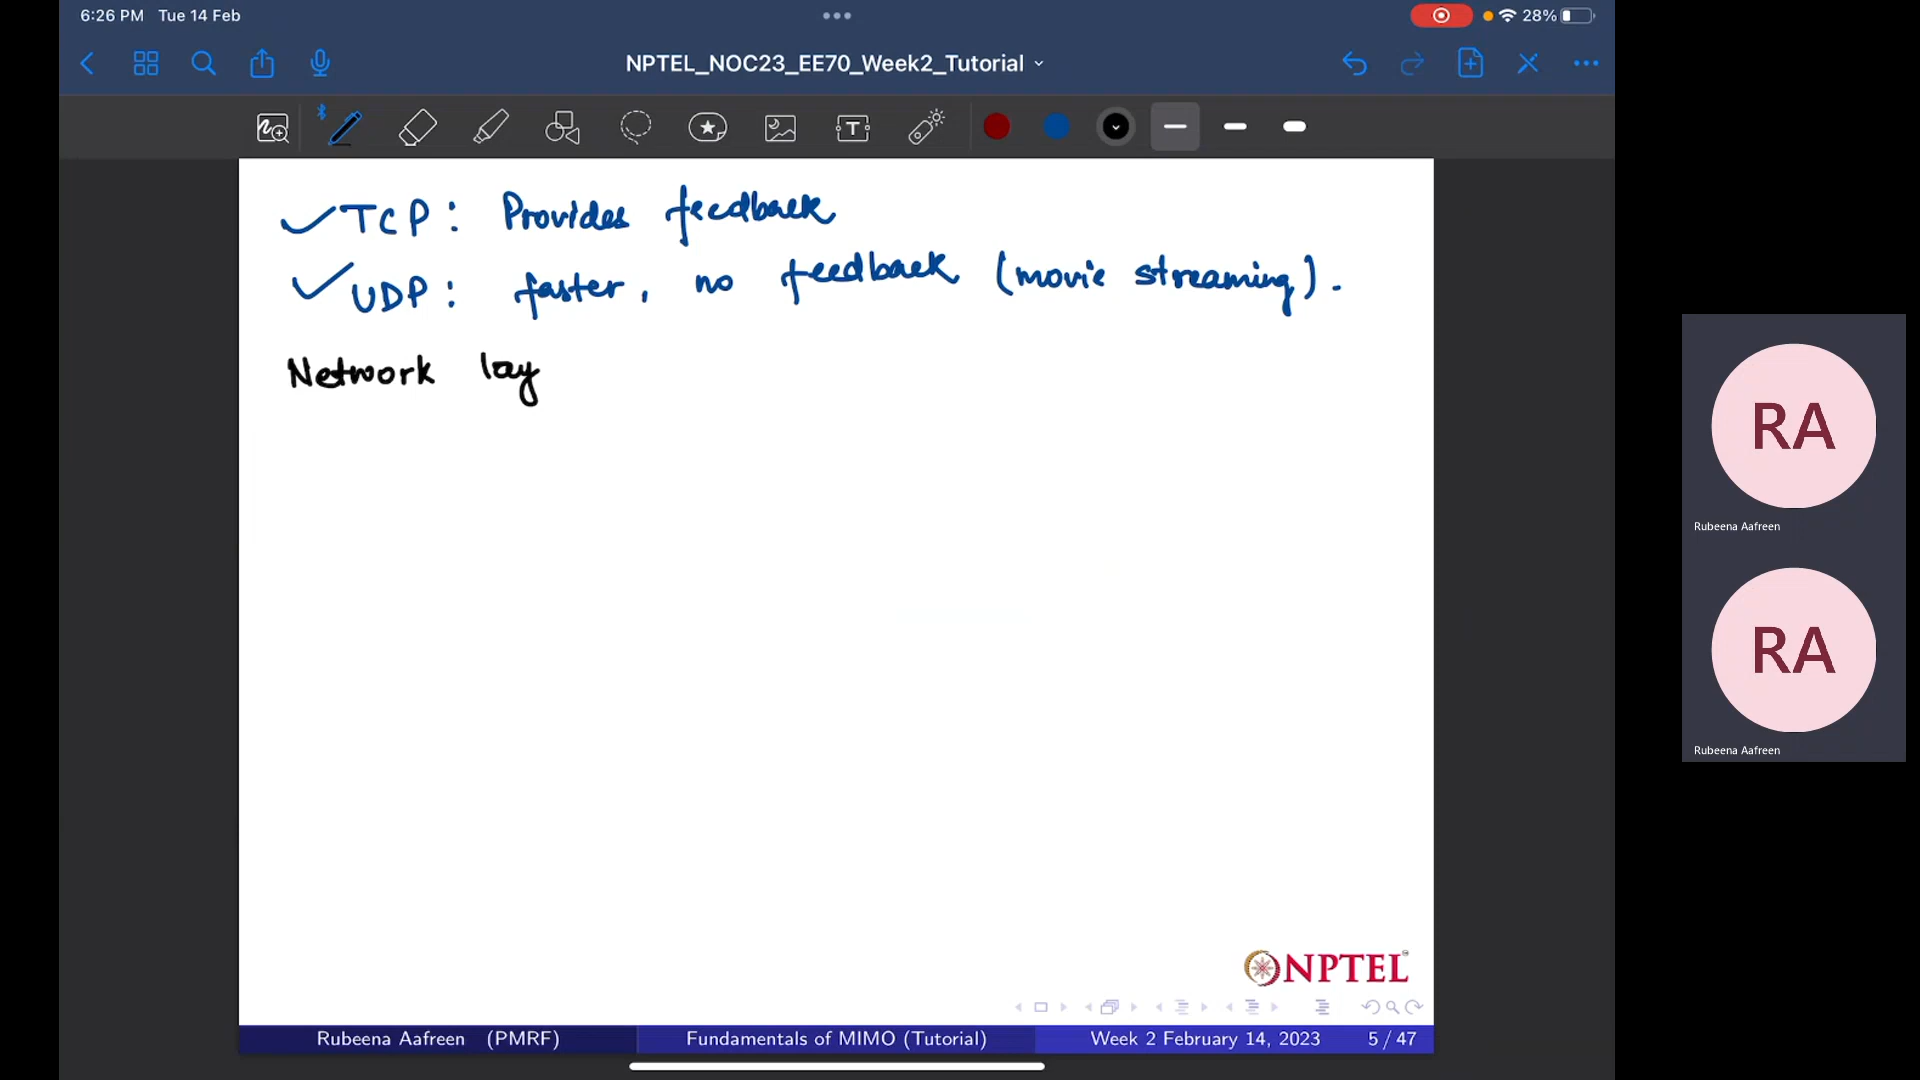 6:26 PM Tue 14 Feb
28%
NPTEL_NOC23_EE70_Week2_Tutorial
T
TCP : Provides feedback
UDP : faster, no feedback (movie streaming).
Network lay
RA
Rubeena Aafreen
RA
Rubeena Aafreen
NPTEL
Rubeena Aafreen (PMRF) Fundamentals of MIMO (Tutorial) Week 2 February 14, 2023 5 / 47